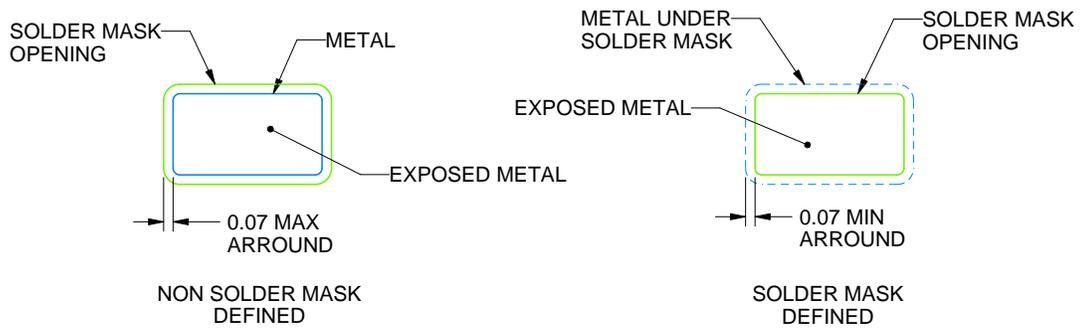 SOLDER MASK
OPENING
METAL
EXPOSED METAL
0.07 MAX
ARROUND
NON SOLDER MASK
DEFINED
METAL UNDER
SOLDER MASK
SOLDER MASK
OPENING
EXPOSED METAL
0.07 MIN
ARROUND
SOLDER MASK
DEFINED